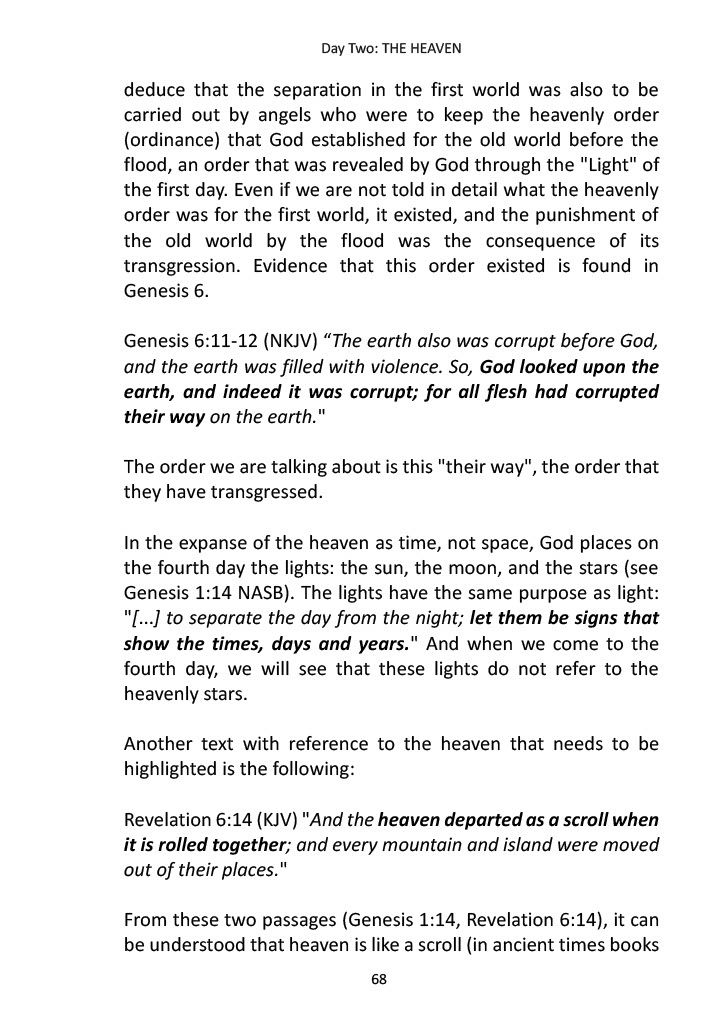 Day Two: THE HEAVEN
deduce that the separation in the first world was also to be
carried out by angels who were to keep the heavenly order
(ordinance) that God established for the old world before the
flood, an order that was revealed by God through the "Light" of
the first day. Even if we are not told in detail what the heavenly
order was for the first world, it existed, and the punishment of
the old world by the flood was the consequence of its
transgression. Evidence that this order existed is found in
Genesis 6.
Genesis 6:11-12 (NKJV) “The earth also was corrupt before God,
and the earth was filled with violence. So, God looked upon the
earth, and indeed it was corrupt; for all flesh had corrupted
their way on the earth."
The order we are talking about is this "their way", the order that
they have transgressed.
In the expanse of the heaven as time, not space, God places on
the fourth day the lights: the sun, the moon, and the stars (see
Genesis 1:14 NASB). The lights have the same purpose as light:
"[...] to separate the day from the night; let them be signs that
show the times, days and years." And when we come to the
fourth day, we will see that these lights do not refer to the
heavenly stars.
Another text with reference to the heaven that needs to be
highlighted is the following:
Revelation 6:14 (KJV) "And the heaven departed as a scroll when
it is rolled together; and every mountain and island were moved
out of their places."
From these two passages (Genesis 1:14, Revelation 6:14), it can
be understood that heaven is like a scroll (in ancient times books
68